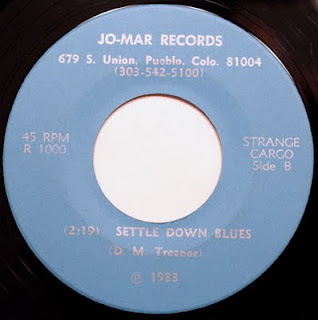 JO-MAR RECORDS
679 S. Union, Pueblo, Colo. 81004
(303-542-5100)
45 RPM
R 1000
STRANGE
CARGO
Side B
(2:19) SETTLE DOWN BLUES
(D. M. Treanor)
℗ 1983